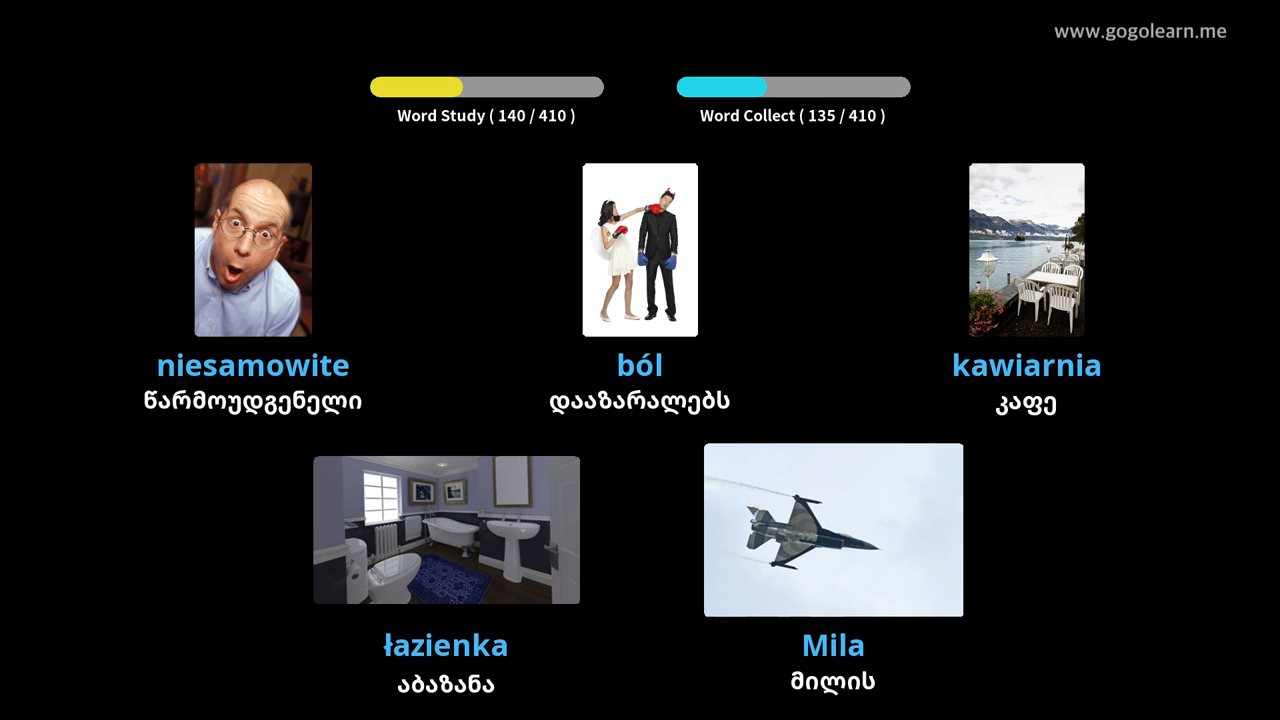 www.gogolearn.me
Word Study ( 140 / 410 )
Word Collect ( 135 / 410 )
niesamowite
ból
kawiarnia
წარმოუდგენელი
დააზარალებს
კაფე
łazienka
Mila
აბაზანა
მილის